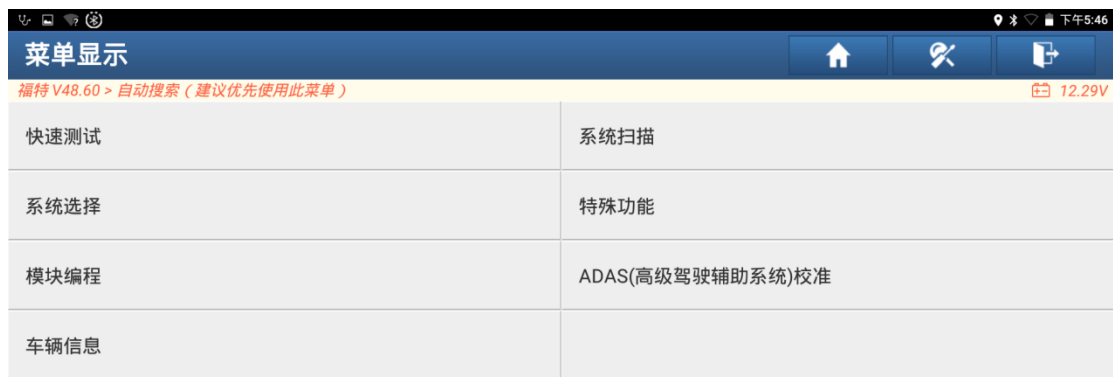 下午5:46
菜单显示
福特 V48.60 > 自动搜索（建议优先使用此菜单）
12.29V
快速测试
系统扫描
系统选择
特殊功能
模块编程
ADAS(高级驾驶辅助系统)校准
车辆信息